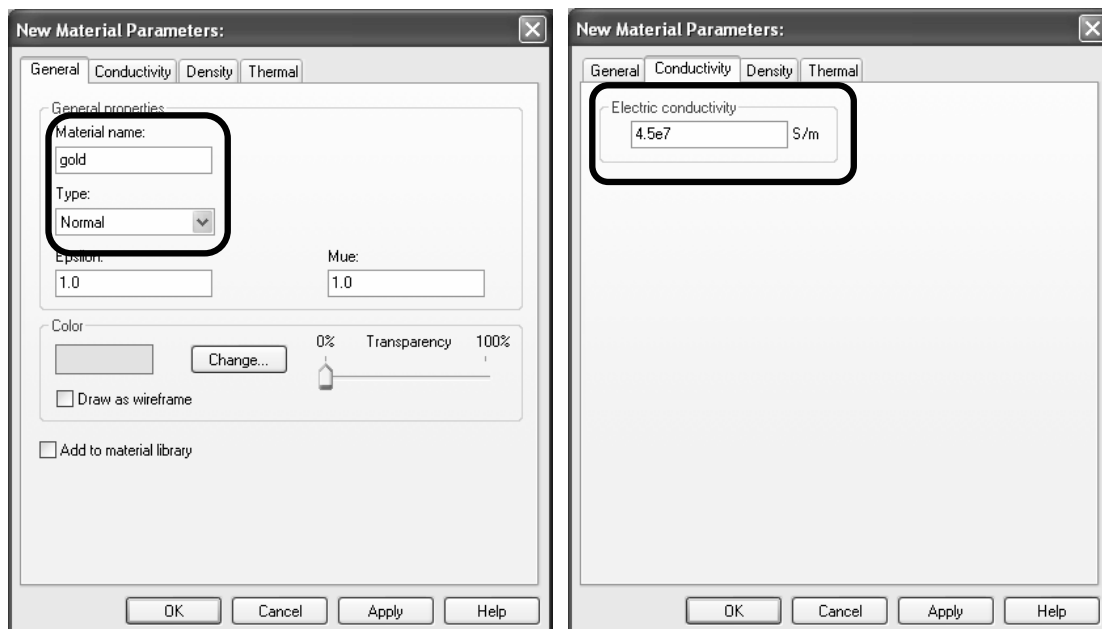 New Material Parameters:
General Conductivity Density Thermal
General properties
Material name:
gold
Type:
Normal
Epsilon: Mue:
1.0 1.0
Color
0% Transparency 100%
Change...
Draw as wireframe
Add to material library
OK Cancel Apply Help
New Material Parameters:
General Conductivity Density Thermal
Electric conductivity
4.5e7 S/m
OK Cancel Apply Help